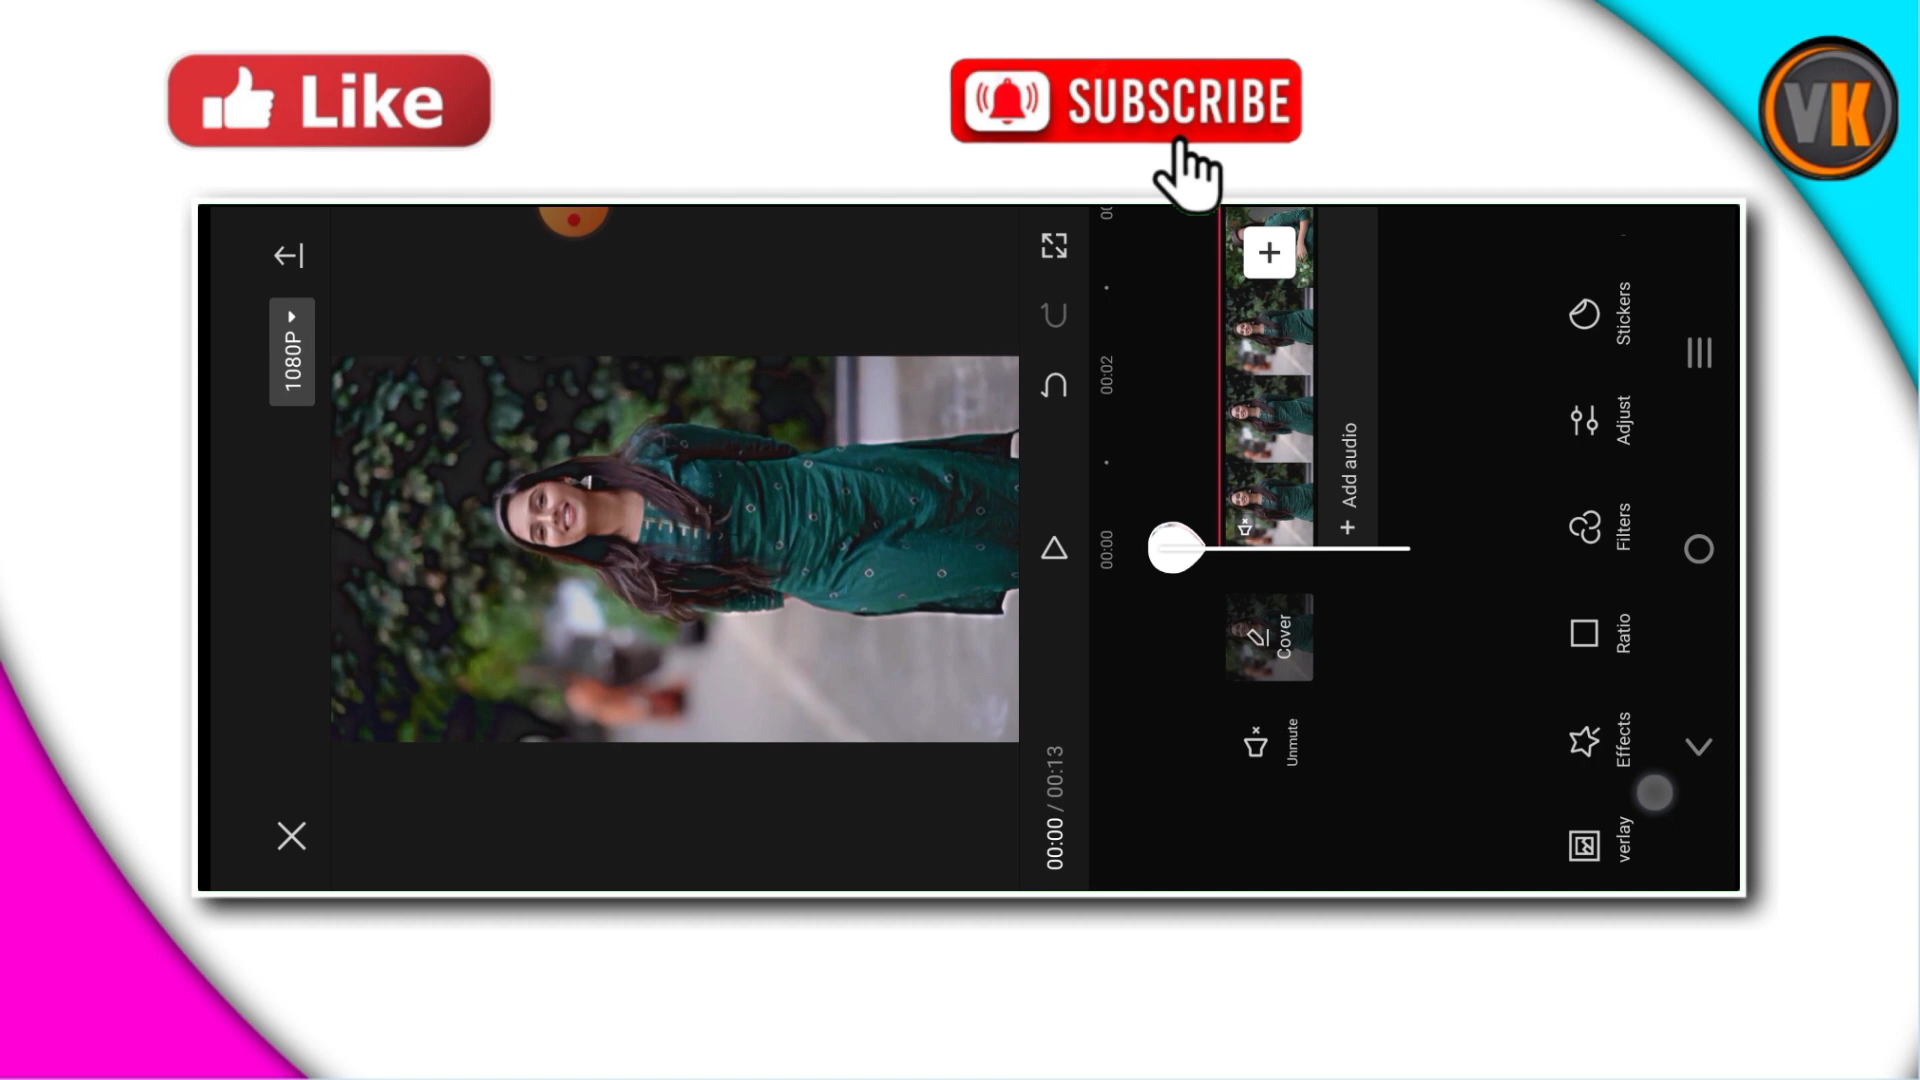 Like
SUBSCRIBE
VK
1080P
00:00 / 00:13
00:00
00:02
00
+ Add audio
Cover
Unmute
verlay
Effects
Ratio
Filters
Adjust
Stickers